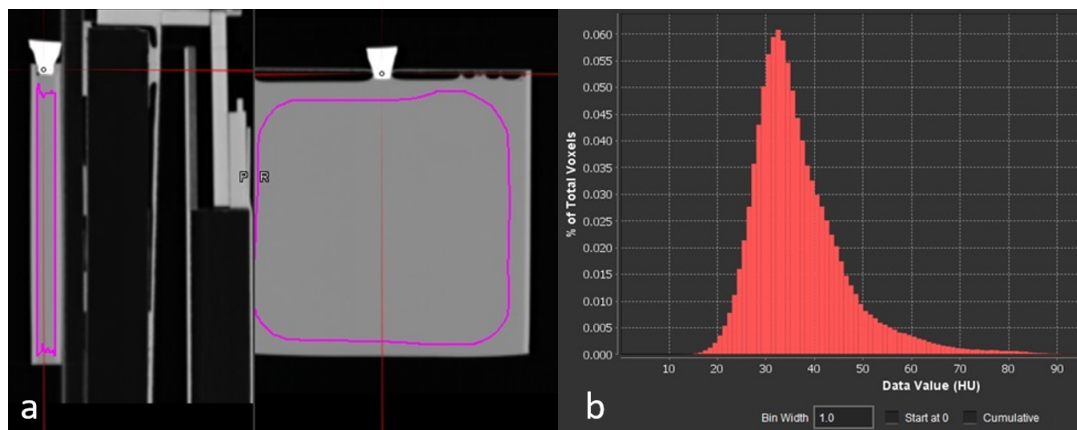 P R
a
0.060
0.055
0.050
0.045
0.040
0.035
0.030
0.025
0.020
0.015
0.010
0.005
0.000
% of Total Voxels
10 20 30 40 50 60 70 80 90
Data Value (HU)
b
Bin Width 1.0 Start at 0 Cumulative